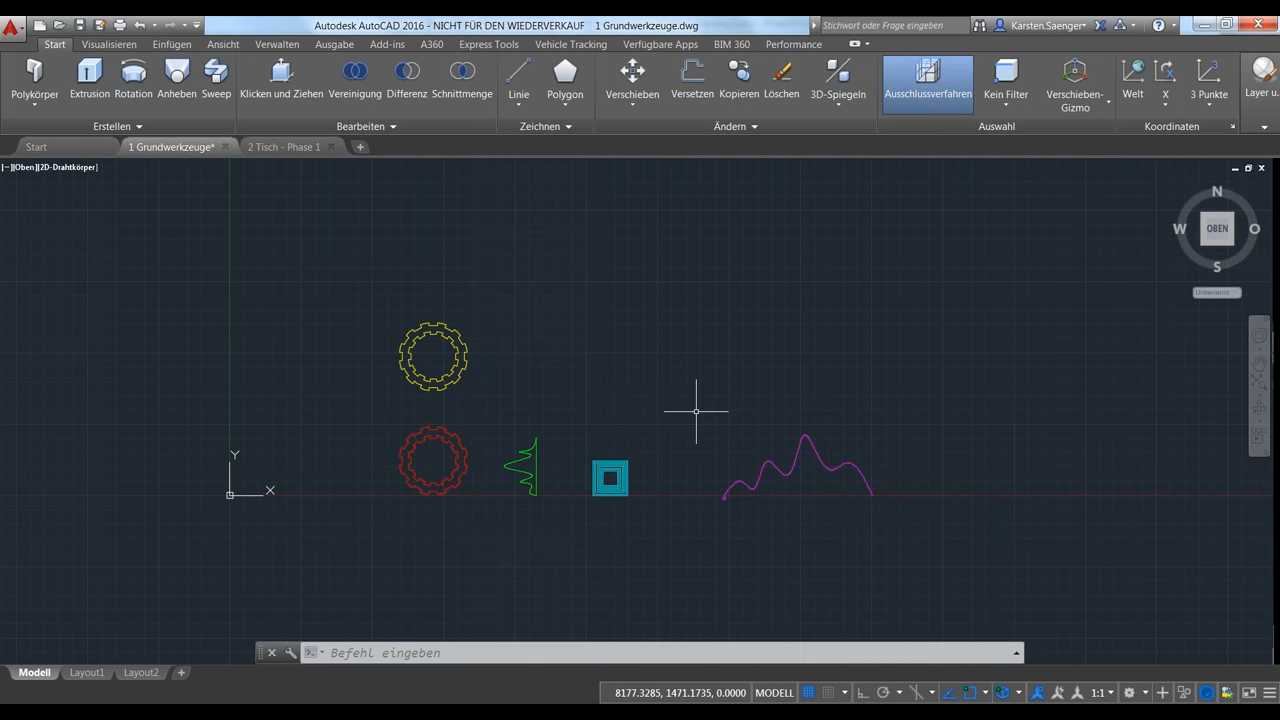 Autodesk AutoCAD 2016 - NICHT FÜR DEN WIEDERVERKAUF 1 Grundwerkzeuge.dwg
Stichwort oder Frage eingeben
Karsten.Saenger
Start Visualisieren Einfügen Ansicht Verwalten Ausgabe Add-ins A360 Express Tools Vehicle Tracking Verfügbare Apps BIM 360 Performance
Polykörper Extrusion Rotation Anheben Sweep Klicken und Ziehen Vereinigung Differenz Schnittmenge Linie Polygon Verschieben Versetzen Kopieren Löschen 3D-Spiegeln Ausschlussverfahren Kein Filter Verschieben-Gizmo Welt X 3 Punkte Layer u.
Erstellen Bearbeiten Zeichnen Ändern Auswahl Koordinaten
Start 1 Grundwerkzeuge* 2 Tisch - Phase 1
[−][Oben][2D-Drahtkörper]
N
W OBEN O
S
Unbenannt
Y
X
Befehl eingeben
Modell Layout1 Layout2
8177.3285, 1471.1735, 0.0000 MODELL 1:1